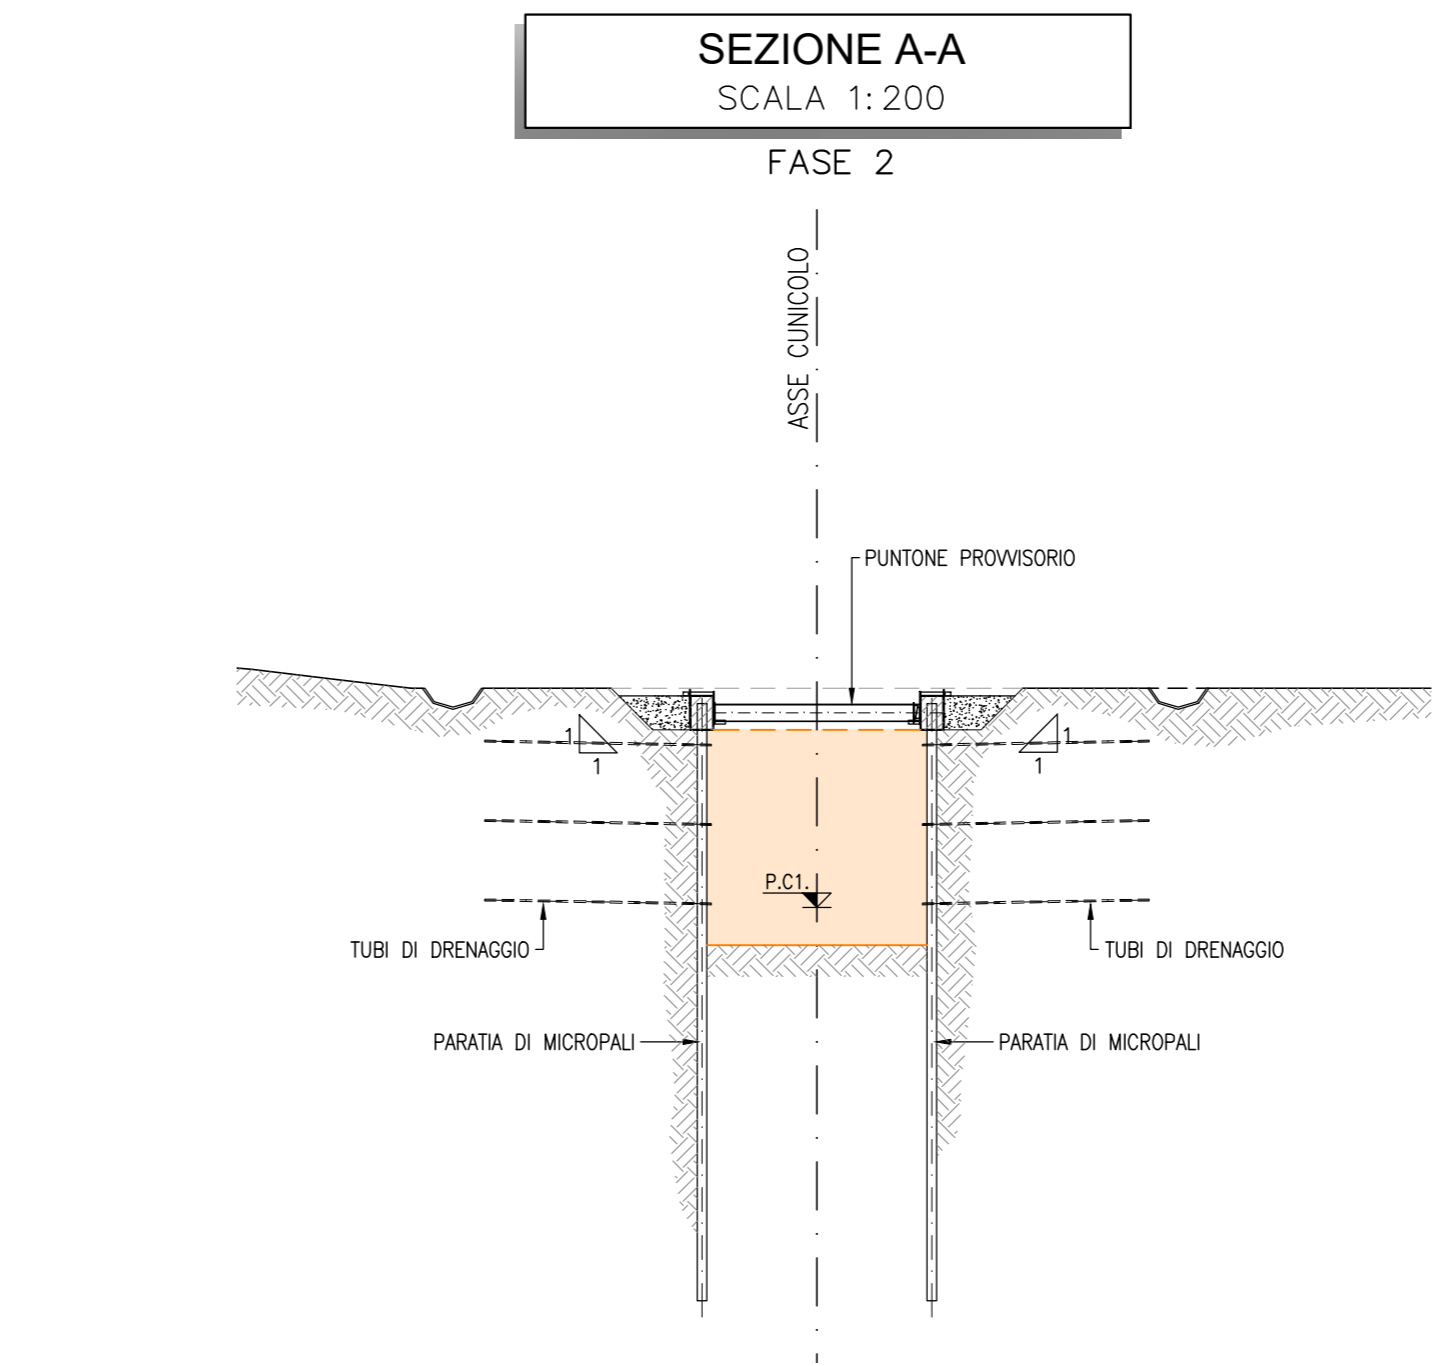 SEZIONE A-A
SCALA 1:200
FASE 2
ASSE CUNICOLO
PUNTONE PROVVISORIO
1
1
1
1
P.C1.
TUBI DI DRENAGGIO
TUBI DI DRENAGGIO
PARATIA DI MICROPALI
PARATIA DI MICROPALI